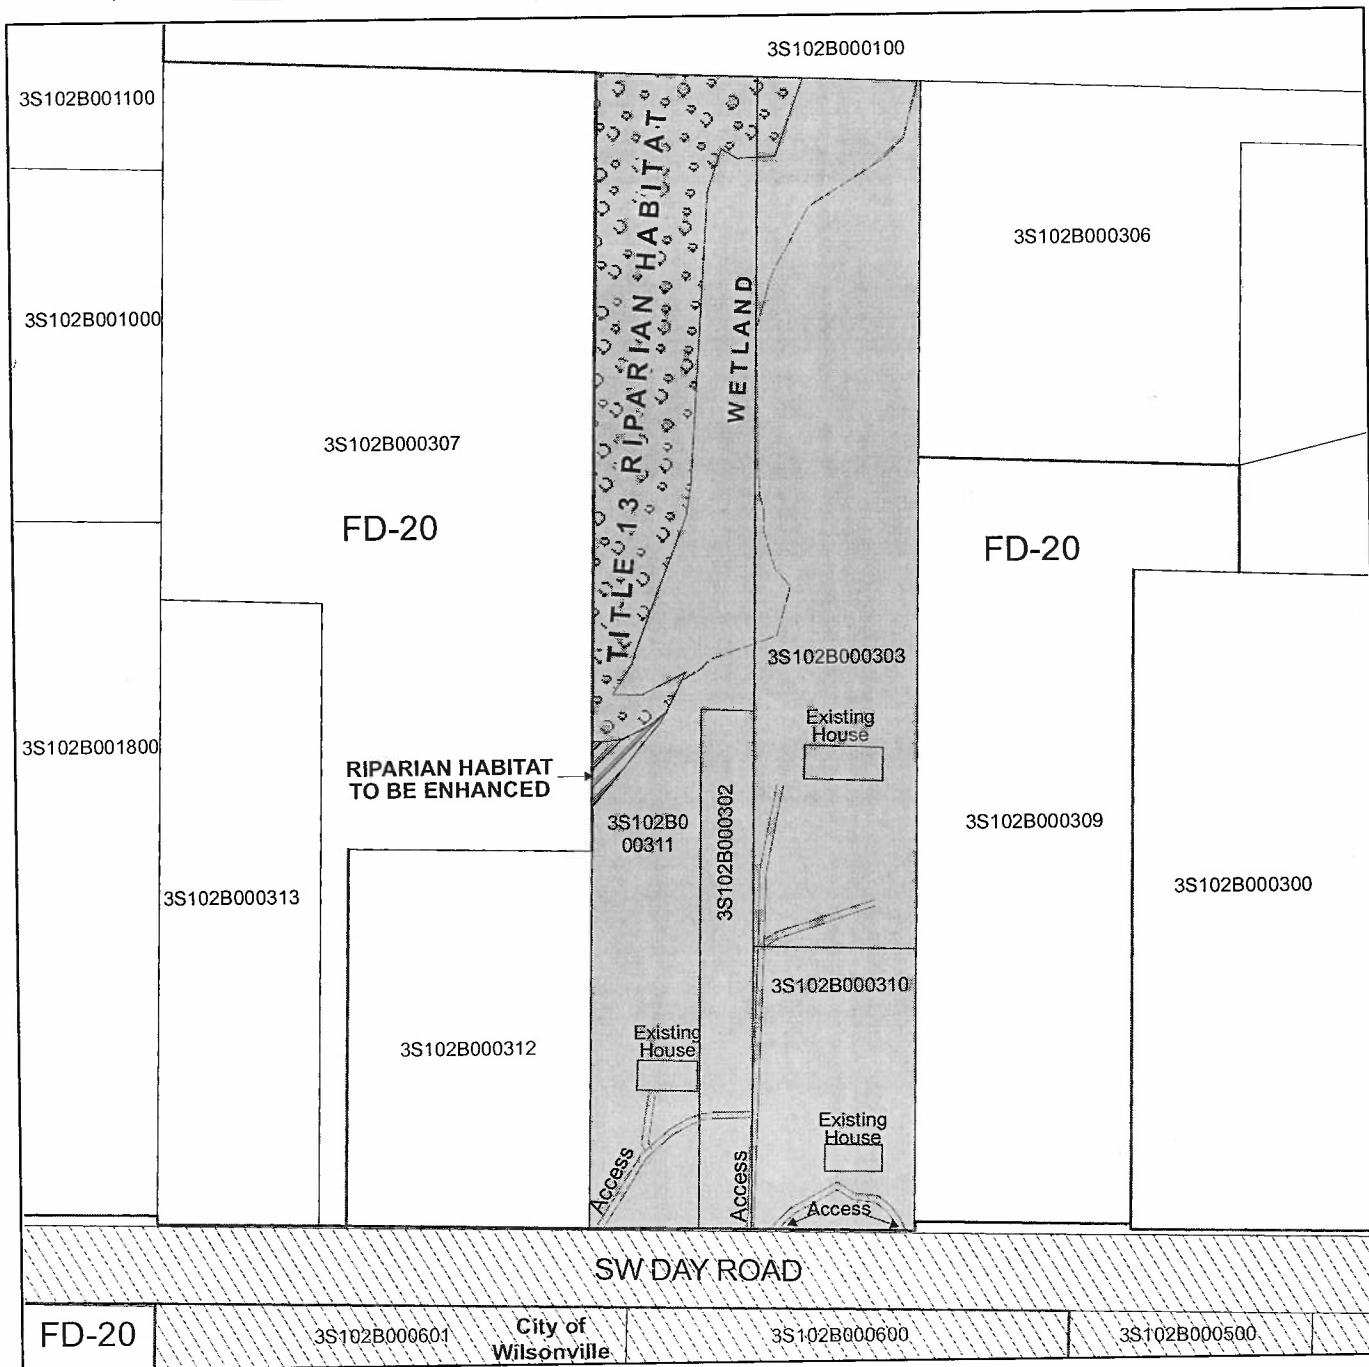 3S102B000100
3S102B001100
TITLE 13 RIPARIAN HABITAT
3S102B000306
3S102B001000
WETLAND
3S102B000307
FD-20
FD-20
3S102B000303
Existing
House
3S102B001800
RIPARIAN HABITAT
TO BE ENHANCED
3S102B0
00311
3S102B000302
3S102B000309
3S102B000300
3S102B000313
3S102B000310
3S102B000312
Existing
House
Existing
House
Access
Access
Access
SW DAY ROAD
FD-20
3S102B000601
City of
Wilsonville
3S102B000600
3S102B000500